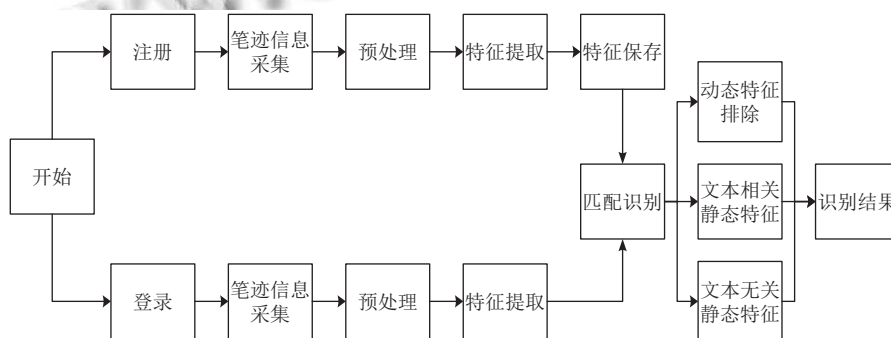 注册
笔迹信息
采集
预处理
特征提取
特征保存
动态特征
排除
开始
匹配识别
文本相关
静态特征
识别结果
登录
笔迹信息
采集
预处理
特征提取
文本无关
静态特征